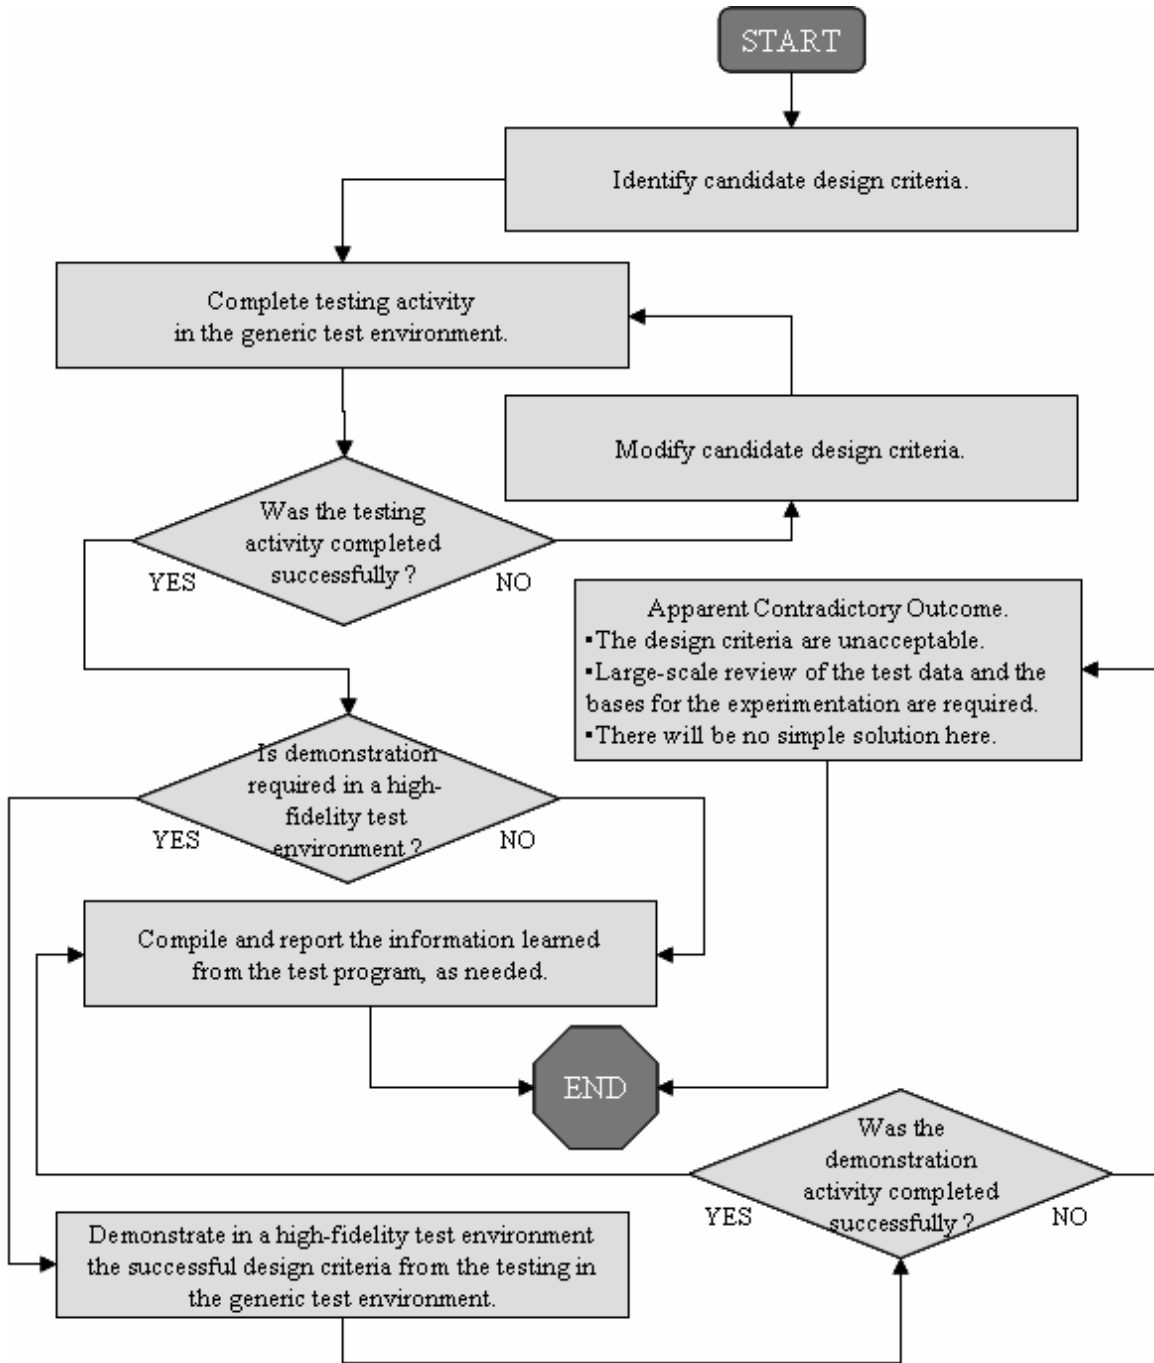 START
Identify candidate design criteria.
Complete testing activity
in the generic test environment.
Modify candidate design criteria.
Was the testing
activity completed
successfully ?
YES
NO
Apparent Contradictory Outcome.
▪The design criteria are unacceptable.
▪Large-scale review of the test data and the
bases for the experimentation are required.
▪There will be no simple solution here.
Is demonstration
required in a high-
fidelity test
environment ?
YES
NO
Compile and report the information learned
from the test program, as needed.
END
Was the
demonstration
activity completed
successfully ?
YES
NO
Demonstrate in a high-fidelity test environment
the successful design criteria from the testing in
the generic test environment.